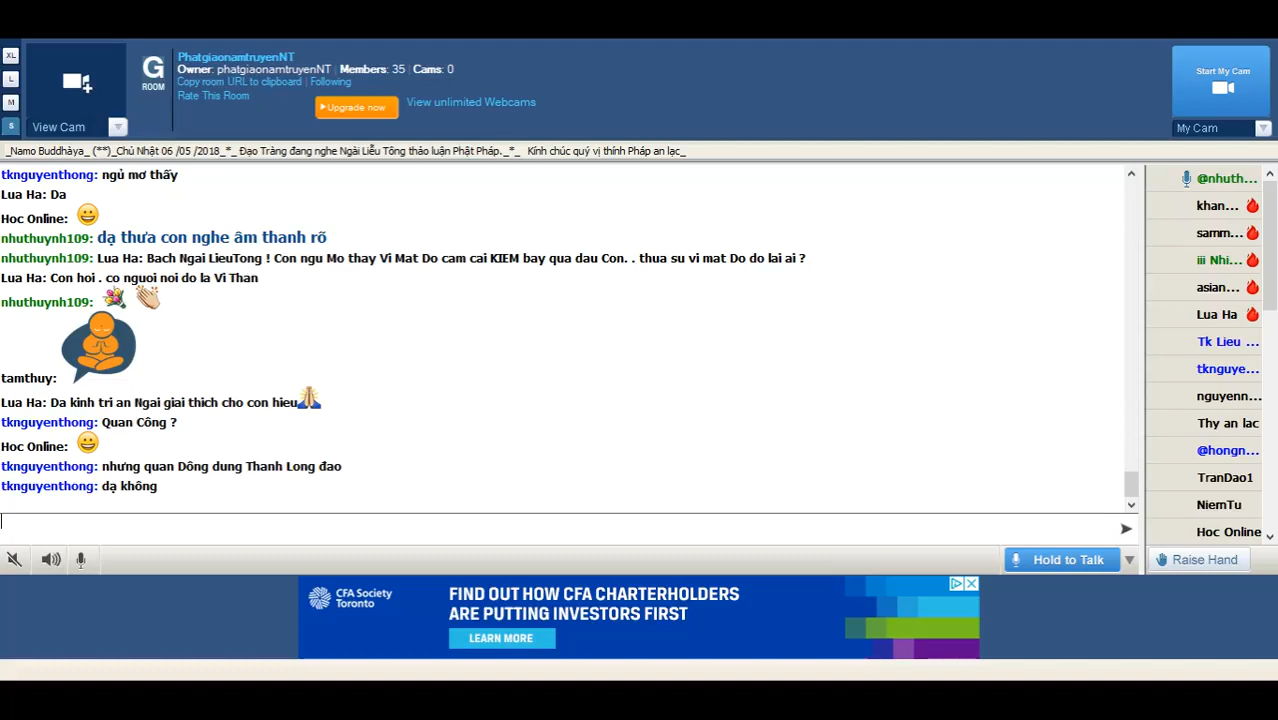 XL
L
M
S
View Cam
G
ROOM
PhatgiaonamtruyenNT
Owner: phatgiaonamtruyenNT | Members: 35 | Cams: 0
Copy room URL to clipboard | Following
Rate This Room
Upgrade now
View unlimited Webcams
Start My Cam
My Cam
_Namo Buddhàya_ (**)_Chủ Nhật 06 /05 /2018_*_ Đạo Tràng đang nghe Ngài Liễu Tông thảo luận Phật Pháp._*_ Kính chúc quý vị thính Pháp an lạc_
tknguyenthong: ngủ mơ thấy
Lua Ha: Da
Hoc Online:
nhuthuynh109: dạ thưa con nghe âm thanh rõ
nhuthuynh109: Lua Ha: Bach Ngai LieuTong ! Con ngu Mo thay Vi Mat Do cam cai KIEM bay qua dau Con. . thua su vi mat Do do lai ai ?
Lua Ha: Con hoi . co nguoi noi do la Vi Than
nhuthuynh109:
tamthuy:
Lua Ha: Da kinh tri an Ngai giai thich cho con hieu
tknguyenthong: Quan Công ?
Hoc Online:
tknguyenthong: nhưng quan Dông dung Thanh Long đao
tknguyenthong: dạ không
@nhuth...
khan...
samm...
iii Nhi...
asian...
Lua Ha
Tk Lieu ...
tknguye...
nguyenn...
Thy an lac
@hongn...
TranDao1
NiemTu
Hoc Online
Hold to Talk
Raise Hand
CFA Society
Toronto
FIND OUT HOW CFA CHARTERHOLDERS
ARE PUTTING INVESTORS FIRST
LEARN MORE